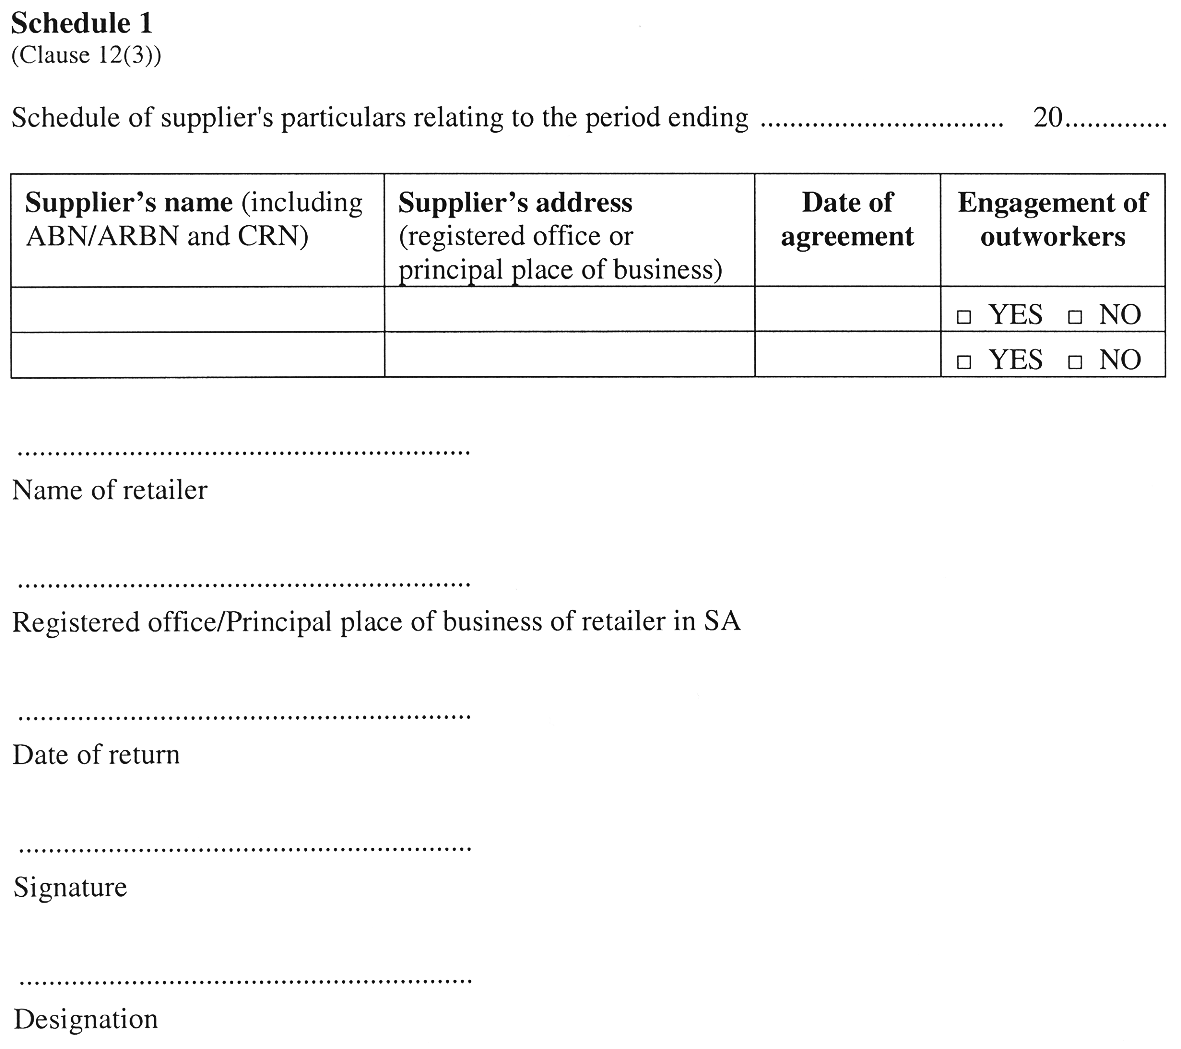 Schedule 1
(Clause 12(3))
Schedule of supplier's particulars relating to the period ending ................................. 20..............
Supplier’s name (including ABN/ARBN and CRN)
Supplier’s address (registered office or principal place of business)
Date of agreement
Engagement of outworkers
□ YES □ NO
□ YES □ NO
.............................................................
Name of retailer
.............................................................
Registered office/Principal place of business of retailer in SA
.............................................................
Date of return
.............................................................
Signature
.............................................................
Designation